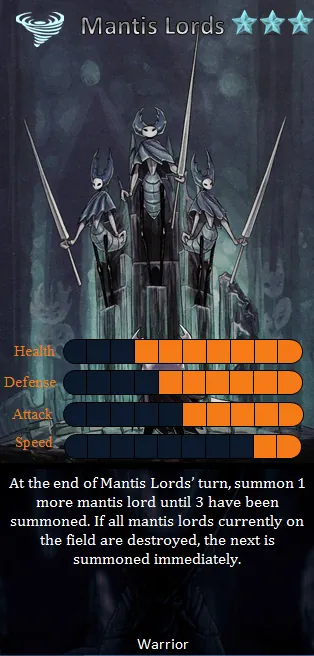 Mantis Lords
Health
Defense
Attack
Speed
At the end of Mantis Lords’ turn, summon 1
more mantis lord until 3 have been
summoned. If all mantis lords currently on
the field are destroyed, the next is
summoned immediately.
Warrior